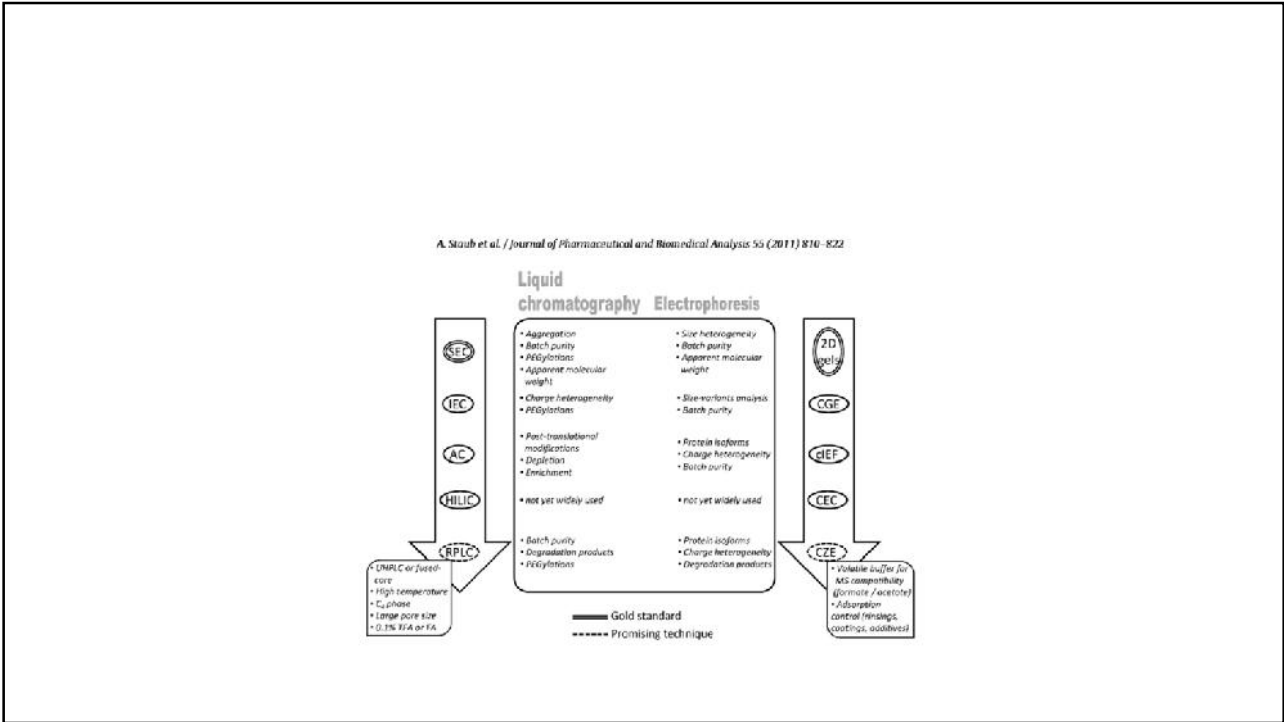 A. Staub et al. / Journal of Pharmaceutical and Biomedical Analysis 55 (2011) 810–822
Liquid
chromatography
Electrophoresis
SEC
• Aggregation
• Batch purity
• PEGylations
• Apparent molecular
weight
• Size heterogeneity
• Batch purity
• Apparent molecular
weight
2D
gels
IEC
• Charge heterogeneity
• PEGylations
• Size-variants analysis
• Batch purity
CGE
AC
• Post-translational
modifications
• Depletion
• Enrichment
• Protein isoforms
• Charge heterogeneity
• Batch purity
cIEF
HILIC
• not yet widely used
• not yet widely used
CEC
RPLC
• Batch purity
• Degradation products
• PEGylations
• Protein isoforms
• Charge heterogeneity
• Degradation products
CZE
• UHPLC or fused-
core
• High temperature
• C4 phase
• Large pore size
• 0.1% TFA or FA
• Volatile buffer for
MS compatibility
(formate / acetate)
• Adsorption
control (rinsings,
coatings, additives)
Gold standard
Promising technique